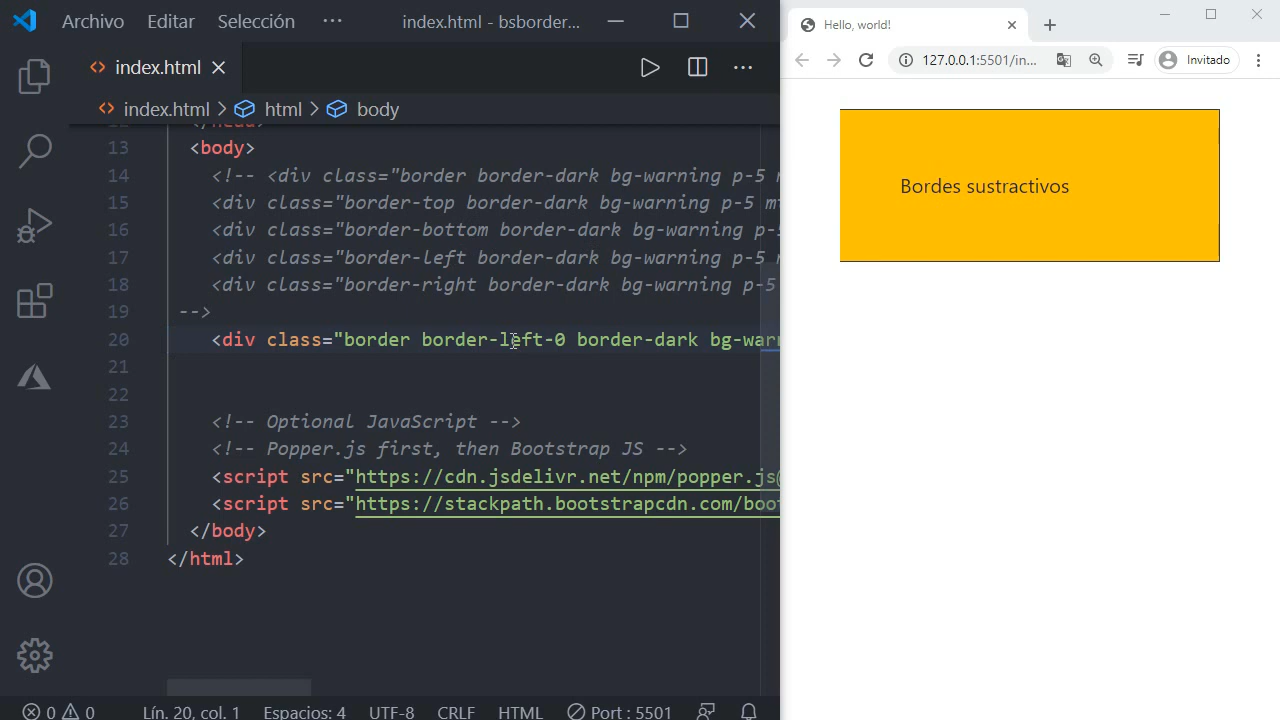 Archivo Editar Selección ··· index.html - bsborder...
index.html
index.html > html > body
13 <body>
14 <!-- <div class="border border-dark bg-warning p-5
15 <div class="border-top border-dark bg-warning p-5 mt
16 <div class="border-bottom border-dark bg-warning p-
17 <div class="border-left border-dark bg-warning p-5
18 <div class="border-right border-dark bg-warning p-5
19 -->
20 <div class="border border-left-0 border-dark bg-warn
21
22
23 <!-- Optional JavaScript -->
24 <!-- Popper.js first, then Bootstrap JS -->
25 <script src="https://cdn.jsdelivr.net/npm/popper.js@
26 <script src="https://stackpath.bootstrapcdn.com/boot
27 </body>
28 </html>
0 0 Lín. 20, col. 1 Espacios: 4 UTF-8 CRLF HTML Port : 5501
Hello, world!
127.0.0.1:5501/in... Invitado
Bordes sustractivos